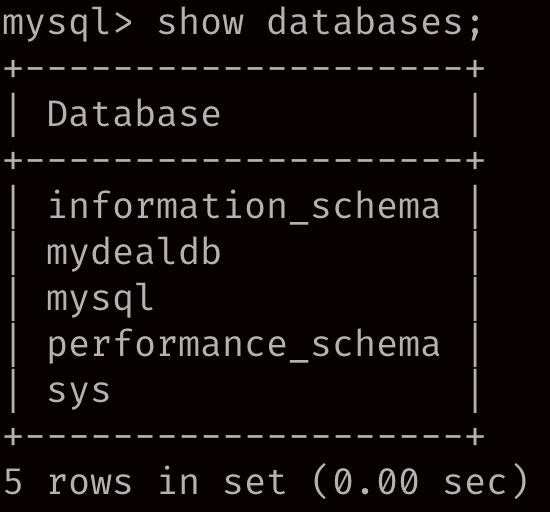 mysql> show databases;
+--------------------+
| Database           |
+--------------------+
| information_schema |
| mydealdb           |
| mysql              |
| performance_schema |
| sys                |
+--------------------+
5 rows in set (0.00 sec)